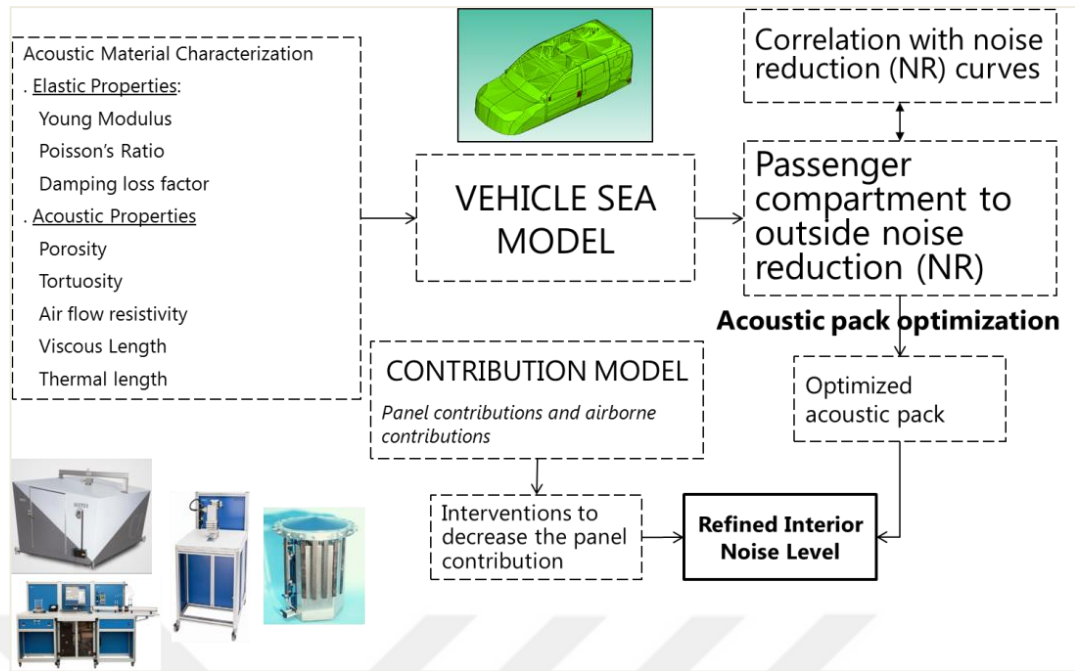 Acoustic Material Characterization
. Elastic Properties:
Young Modulus
Poisson's Ratio
Damping loss factor
. Acoustic Properties
Porosity
Tortuosity
Air flow resistivity
Viscous Length
Thermal length
VEHICLE SEA
MODEL
Correlation with noise
reduction (NR) curves
Passenger
compartment to
outside noise
reduction (NR)
Acoustic pack optimization
CONTRIBUTION MODEL
Panel contributions and airborne
contributions
Optimized
acoustic pack
Interventions to
decrease the panel
contribution
Refined Interior
Noise Level